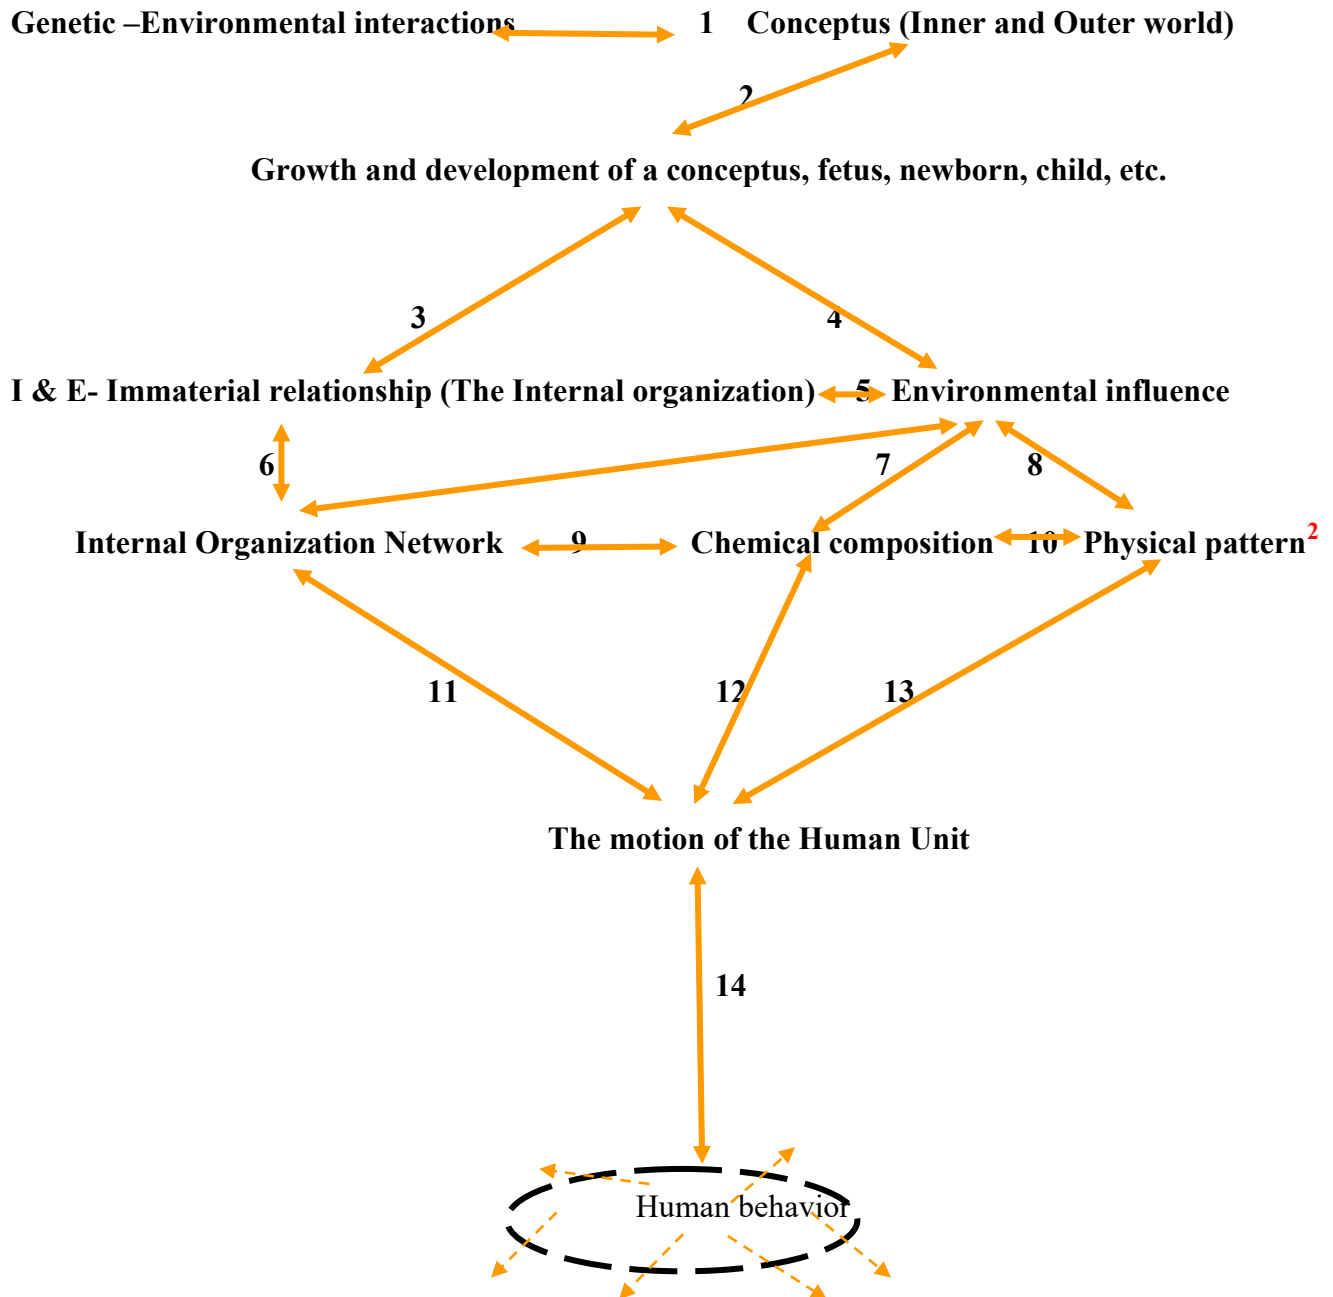 Genetic –Environmental interactions 1 Conceptus (Inner and Outer world)
2
Growth and development of a conceptus, fetus, newborn, child, etc.
3 4
I & E- Immaterial relationship (The Internal organization) 5 Environmental influence
6 7 8
Internal Organization Network 9 Chemical composition 10 Physical pattern2
11 12 13
The motion of the Human Unit
14
Human behavior